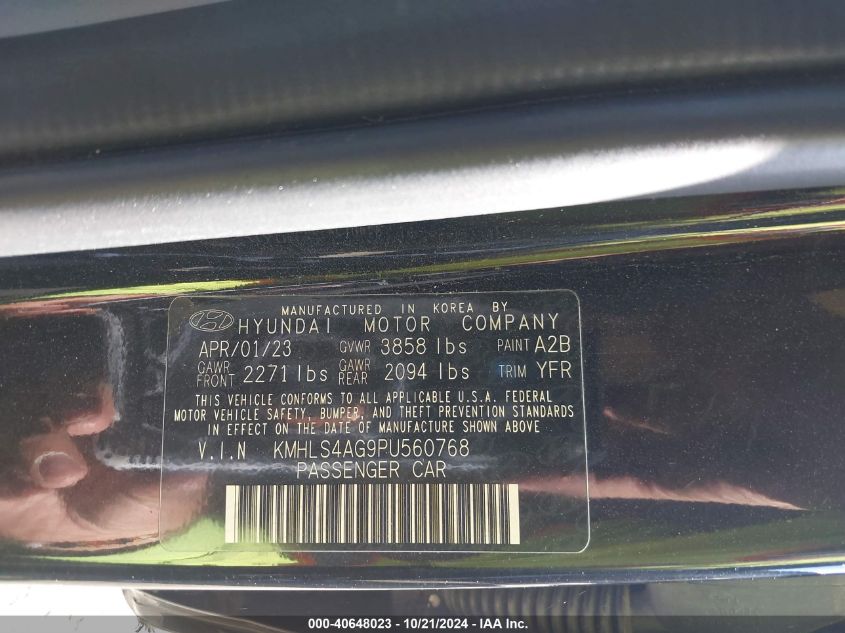 MANUFACTURED IN KOREA BY
HYUNDAI MOTOR COMPANY
APR/01/23 GVWR 3858 lbs PAINT A2B
GAWR FRONT 2271 lbs GAWR REAR 2094 lbs TRIM YFR
THIS VEHICLE CONFORMS TO ALL APPLICABLE U.S.A. FEDERAL
MOTOR VEHICLE SAFETY, BUMPER, AND THEFT PREVENTION STANDARDS
IN EFFECT ON THE DATE OF MANUFACTURE SHOWN ABOVE
V.I.N KMHLS4AG9PU560768
PASSENGER CAR
000-40648023 - 10/21/2024 - IAA Inc.